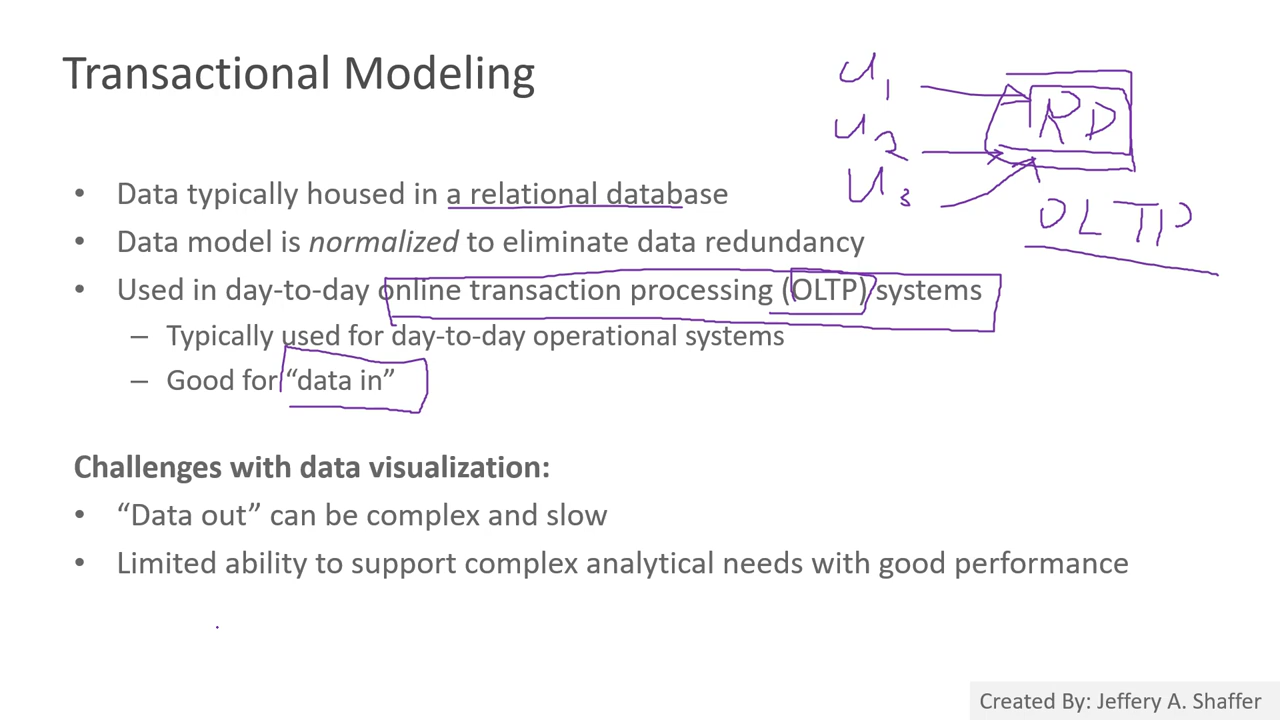 Transactional Modeling
U1
U2
U3
RD
OLTP
• Data typically housed in a relational database
• Data model is normalized to eliminate data redundancy
• Used in day-to-day online transaction processing (OLTP) systems
– Typically used for day-to-day operational systems
– Good for “data in”
Challenges with data visualization:
• “Data out” can be complex and slow
• Limited ability to support complex analytical needs with good performance
Created By: Jeffery A. Shaffer